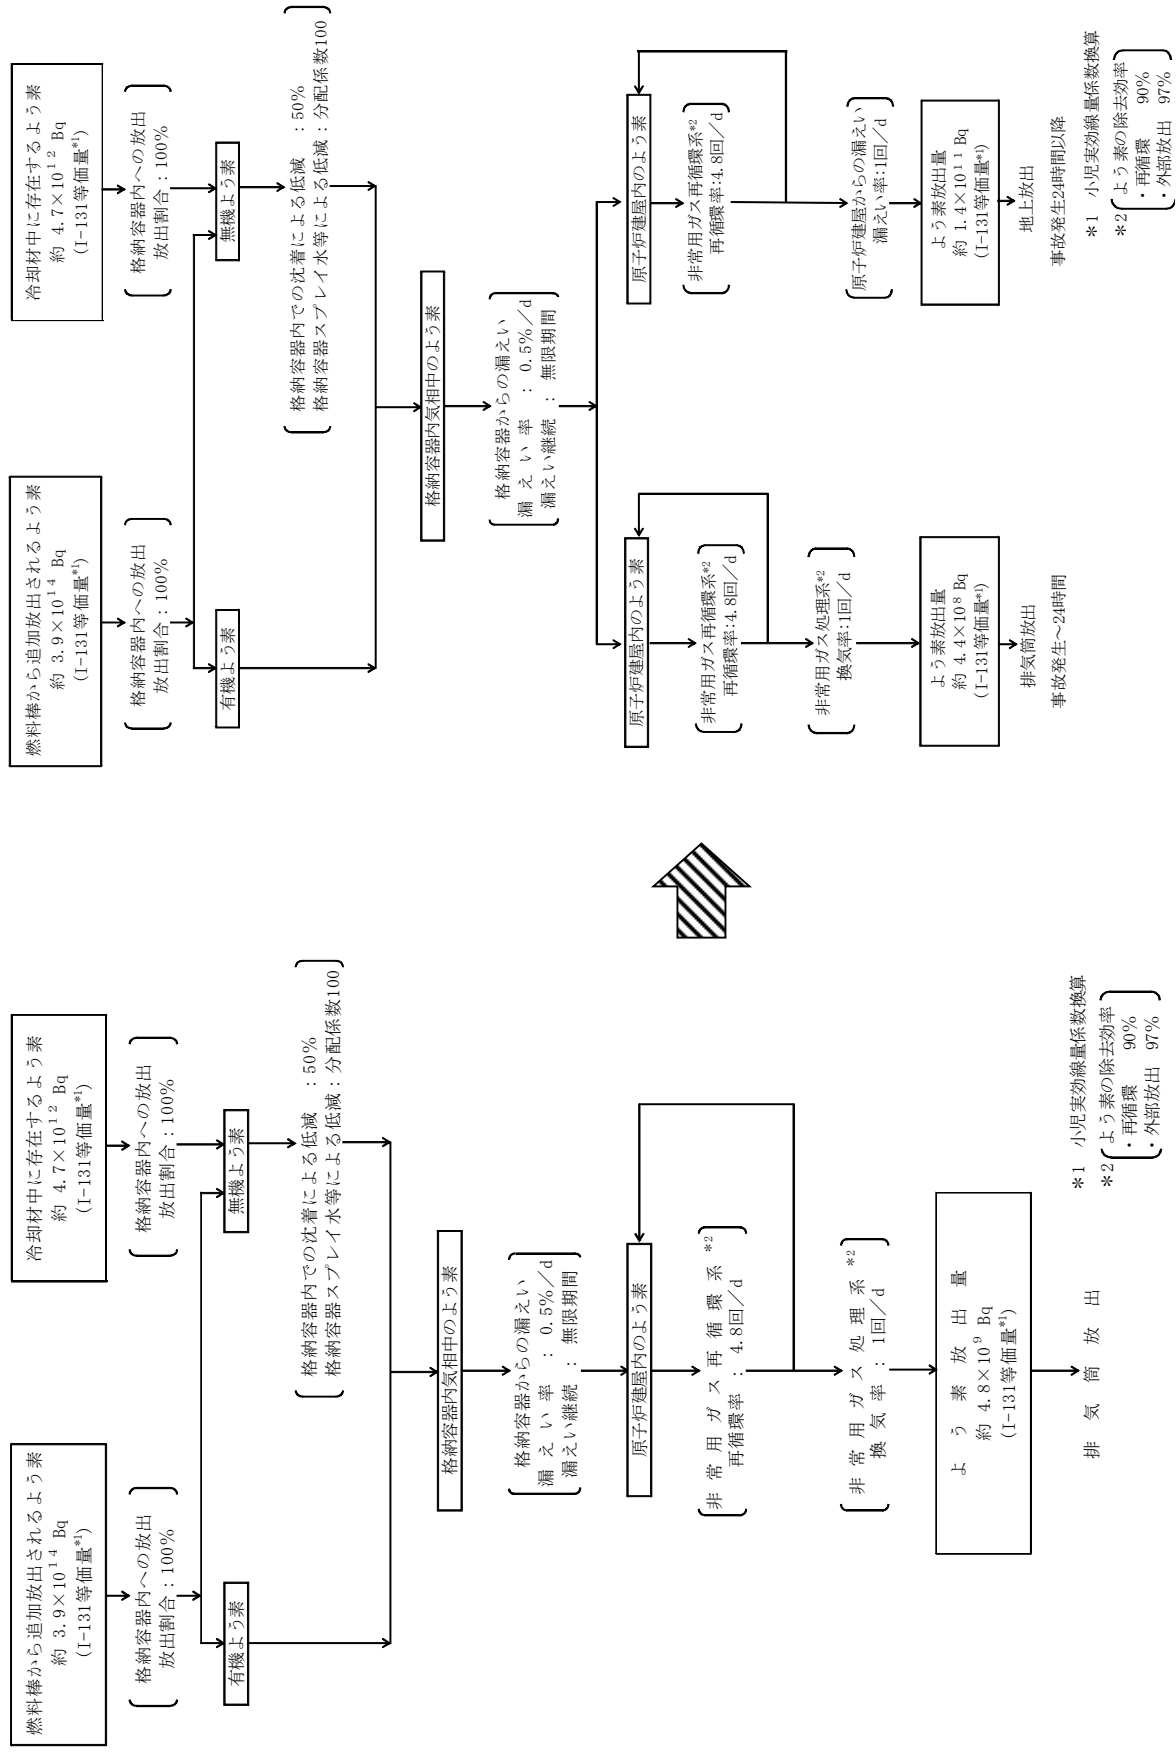 燃料棒から追加放出されるよう素
約 3.9×10¹⁴ Bq
(I-131等価量*1)
冷却材中に存在するよう素
約 4.7×10¹² Bq
(I-131等価量*1)
格納容器内への放出
放出割合：100%
格納容器内への放出
放出割合：100%
有機よう素
無機よう素
格納容器内での沈着による低減 ：50%
格納容器スプレイ水等による低減：分配係数100
格納容器内気相中のよう素
格納容器からの漏えい
漏えい率 ： 0.5%／d
漏えい継続 ： 無限期間
原子炉建屋内のよう素
非常用ガス再循環系*2
再循環率 ： 4.8回／d
非常用ガス処理系*2
換気率 ： 1回／d
よう素放出量
約 4.8×10⁹ Bq
(I-131等価量*1)
排気筒放出
*1 小児実効線量係数換算
*2 よう素の除去効率
・再循環 90%
・外部放出 97%
燃料棒から追加放出されるよう素
約 3.9×10¹⁴ Bq
(I-131等価量*1)
冷却材中に存在するよう素
約 4.7×10¹² Bq
(I-131等価量*1)
格納容器内への放出
放出割合：100%
格納容器内への放出
放出割合：100%
有機よう素
無機よう素
格納容器内での沈着による低減 ：50%
格納容器スプレイ水等による低減：分配係数100
格納容器内気相中のよう素
格納容器からの漏えい
漏えい率 ： 0.5%／d
漏えい継続 ： 無限期間
原子炉建屋内のよう素
非常用ガス再循環系*2
再循環率:4.8回／d
非常用ガス処理系*2
換気率:1回／d
よう素放出量
約 4.4×10⁸ Bq
(I-131等価量*1)
排気筒放出
事故発生～24時間
原子炉建屋内のよう素
非常用ガス再循環系*2
再循環率:4.8回／d
原子炉建屋からの漏えい
漏えい率:1回／d
よう素放出量
約 1.4×10¹¹ Bq
(I-131等価量*1)
地上放出
事故発生24時間以降
*1 小児実効線量係数換算
*2 よう素の除去効率
・再循環 90%
・外部放出 97%